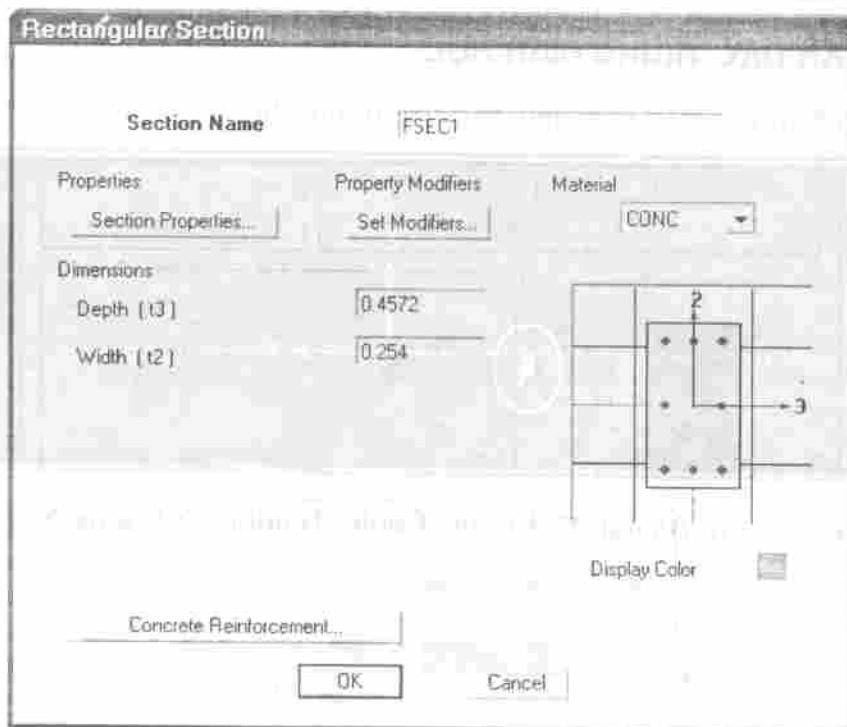 Rectangular Section
Section Name FSEC1
Properties Property Modifiers Material
Section Properties... Set Modifiers... CONC
Dimensions
Depth ( t3 ) 0.4572
Width ( t2 ) 0.254
2
3
Display Color
Concrete Reinforcement...
OK Cancel